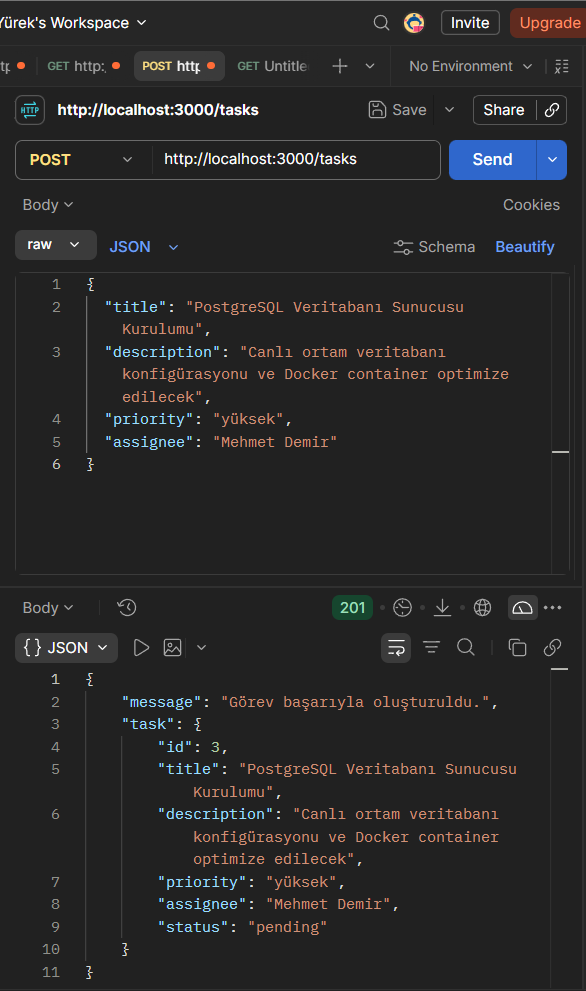 Yürek's Workspace
Invite
Upgrade
GET http:
POST http
GET Untitle
No Environment
HTTP
http://localhost:3000/tasks
Save
Share
POST
http://localhost:3000/tasks
Send
Body
Cookies
raw
JSON
Schema
Beautify
1 {
2 "title": "PostgreSQL Veritabanı Sunucusu
Kurulumu",
3 "description": "Canlı ortam veritabanı
konfigürasyonu ve Docker container optimize
edilecek",
4 "priority": "yüksek",
5 "assignee": "Mehmet Demir"
6 }
Body
201
{} JSON
1 {
2 "message": "Görev başarıyla oluşturuldu.",
3 "task": {
4 "id": 3,
5 "title": "PostgreSQL Veritabanı Sunucusu
Kurulumu",
6 "description": "Canlı ortam veritabanı
konfigürasyonu ve Docker container
optimize edilecek",
7 "priority": "yüksek",
8 "assignee": "Mehmet Demir",
9 "status": "pending"
10 }
11 }